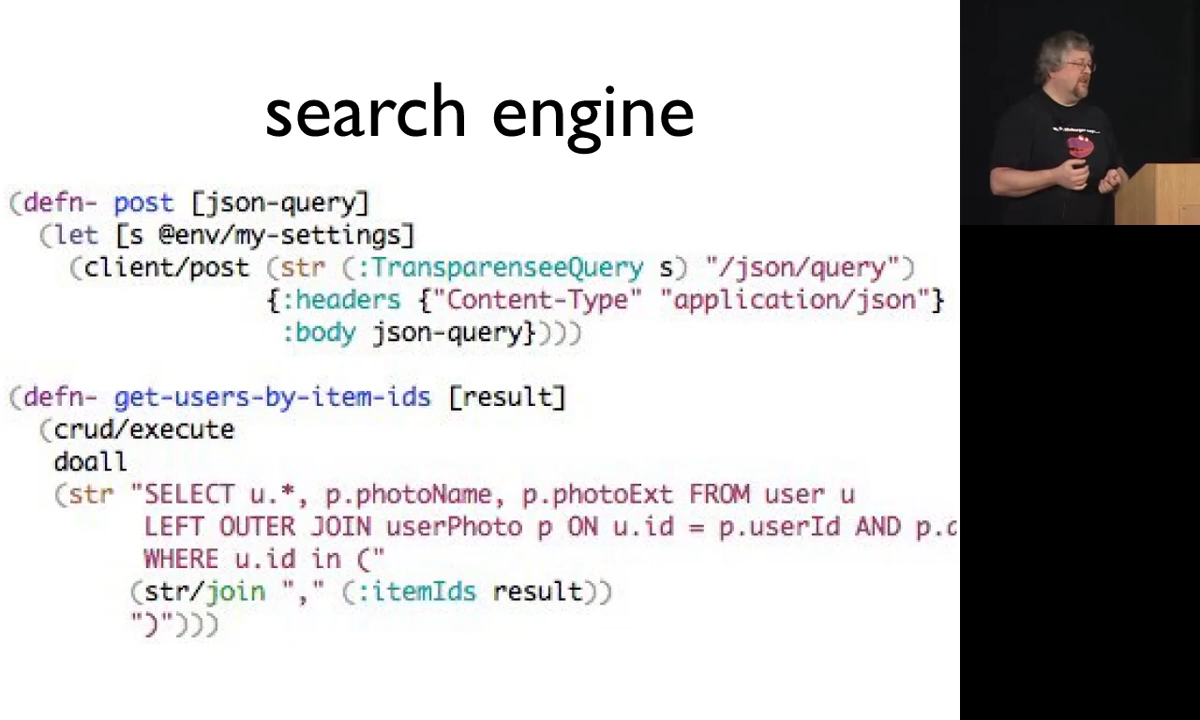 search engine
(defn- post [json-query]
(let [s @env/my-settings]
(client/post (str (:TransparenseeQuery s) "/json/query")
{:headers {"Content-Type" "application/json"}
:body json-query})))
(defn- get-users-by-item-ids [result]
(crud/execute
doall
(str "SELECT u.*, p.photoName, p.photoExt FROM user u
LEFT OUTER JOIN userPhoto p ON u.id = p.userId AND
WHERE u.id in ("
(str/join "," (:itemIds result))
")")))